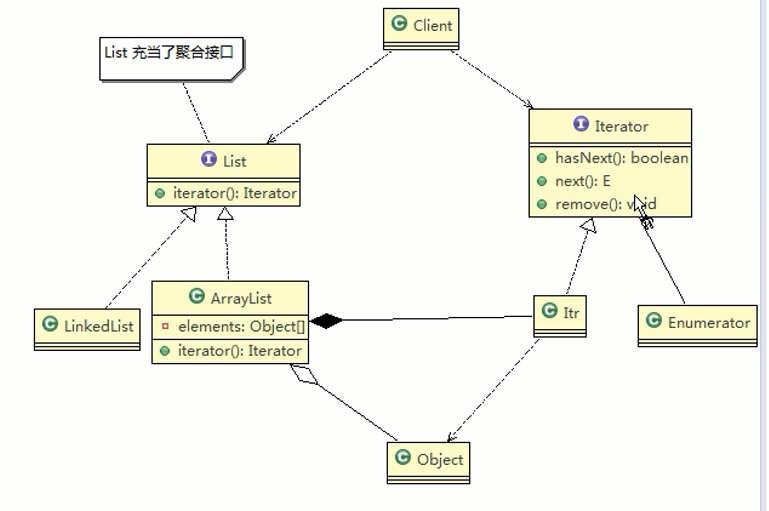 Client
List 充当了聚合接口
Iterator
hasNext(): boolean
next(): E
remove(): void
List
iterator(): Iterator
ArrayList
elements: Object[]
iterator(): Iterator
LinkedList
Itr
Enumerator
Object